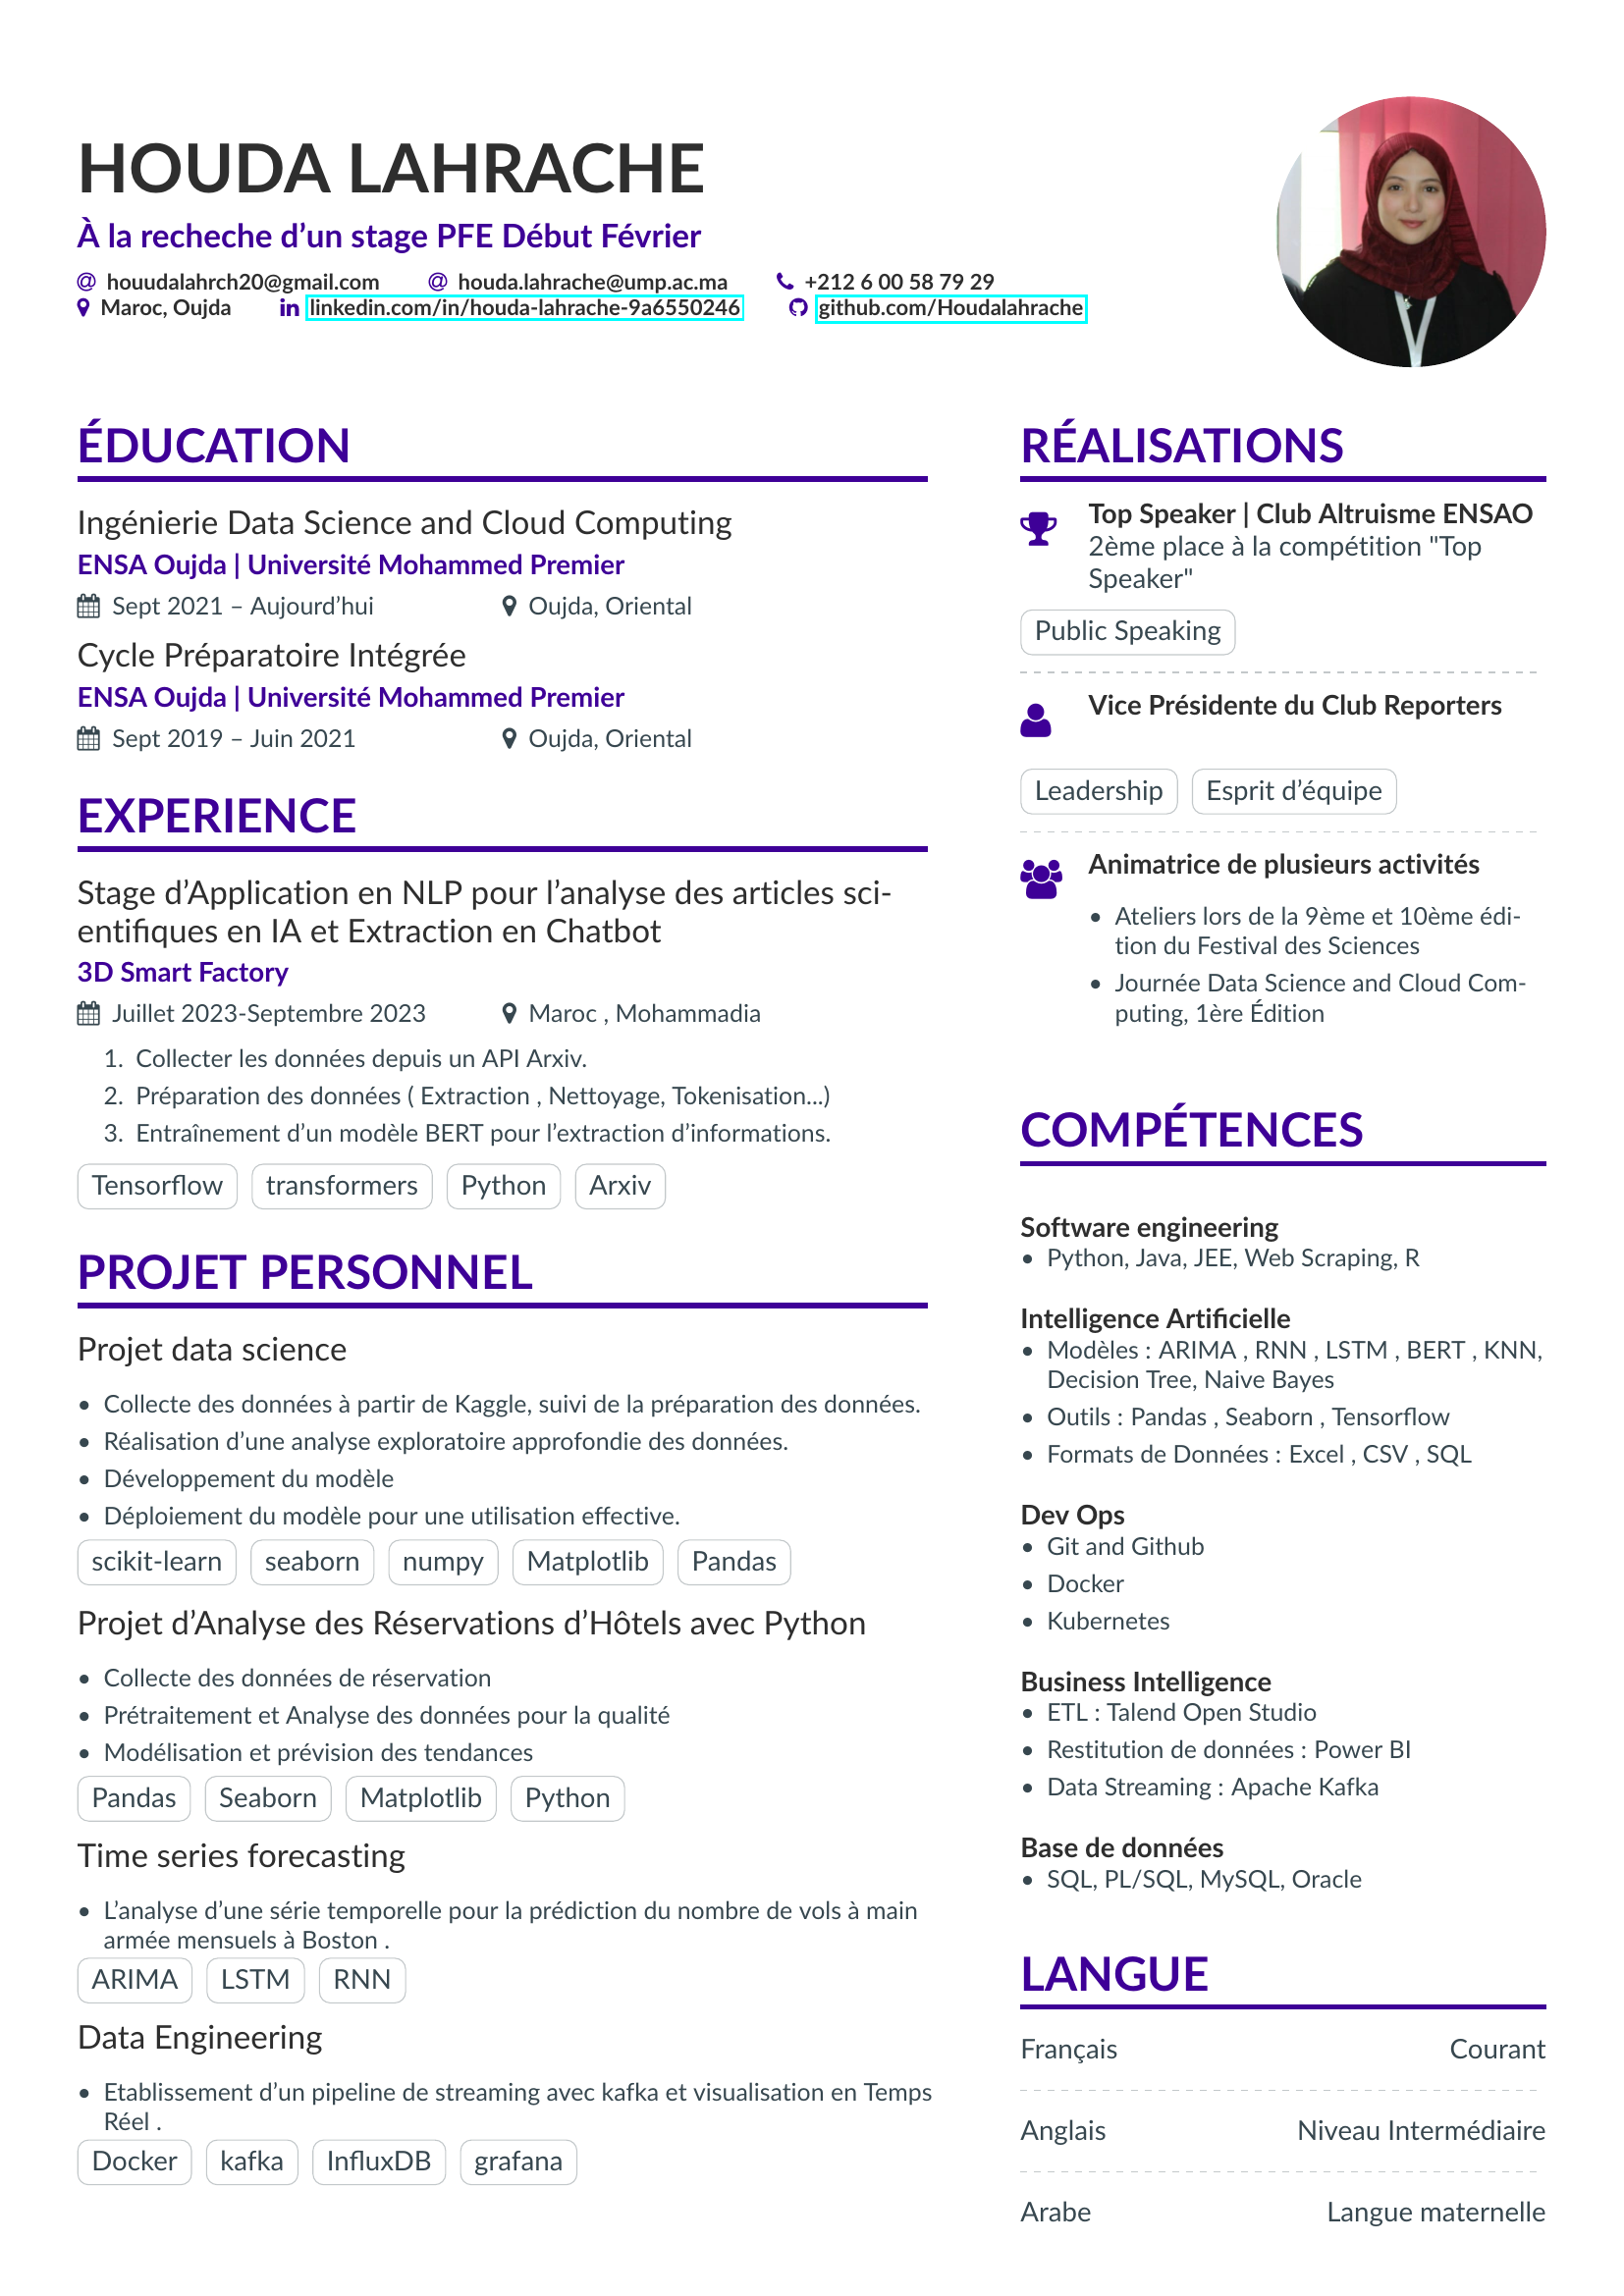 HOUDA LAHRACHE
À la recheche d’un stage PFE Début Février
houudalahrch20@gmail.com houda.lahrache@ump.ac.ma +212 6 00 58 79 29
Maroc, Oujda linkedin.com/in/houda-lahrache-9a6550246 github.com/Houdalahrache
ÉDUCATION
Ingénierie Data Science and Cloud Computing
ENSA Oujda | Université Mohammed Premier
Sept 2021 – Aujourd’hui Oujda, Oriental
Cycle Préparatoire Intégrée
ENSA Oujda | Université Mohammed Premier
Sept 2019 – Juin 2021 Oujda, Oriental
EXPERIENCE
Stage d’Application en NLP pour l’analyse des articles sci-
entifiques en IA et Extraction en Chatbot
3D Smart Factory
Juillet 2023-Septembre 2023 Maroc , Mohammadia
1. Collecter les données depuis un API Arxiv.
2. Préparation des données ( Extraction , Nettoyage, Tokenisation...)
3. Entraînement d’un modèle BERT pour l’extraction d’informations.
Tensorflow transformers Python Arxiv
PROJET PERSONNEL
Projet data science
• Collecte des données à partir de Kaggle, suivi de la préparation des données.
• Réalisation d’une analyse exploratoire approfondie des données.
• Développement du modèle
• Déploiement du modèle pour une utilisation effective.
scikit-learn seaborn numpy Matplotlib Pandas
Projet d’Analyse des Réservations d’Hôtels avec Python
• Collecte des données de réservation
• Prétraitement et Analyse des données pour la qualité
• Modélisation et prévision des tendances
Pandas Seaborn Matplotlib Python
Time series forecasting
• L’analyse d’une série temporelle pour la prédiction du nombre de vols à main
armée mensuels à Boston .
ARIMA LSTM RNN
Data Engineering
• Etablissement d’un pipeline de streaming avec kafka et visualisation en Temps
Réel .
Docker kafka InfluxDB grafana
RÉALISATIONS
Top Speaker | Club Altruisme ENSAO
2ème place à la compétition "Top
Speaker"
Public Speaking
Vice Présidente du Club Reporters
Leadership Esprit d’équipe
Animatrice de plusieurs activités
• Ateliers lors de la 9ème et 10ème édi-
tion du Festival des Sciences
• Journée Data Science and Cloud Com-
puting, 1ère Édition
COMPÉTENCES
Software engineering
• Python, Java, JEE, Web Scraping, R
Intelligence Artificielle
• Modèles : ARIMA , RNN , LSTM , BERT , KNN,
Decision Tree, Naive Bayes
• Outils : Pandas , Seaborn , Tensorflow
• Formats de Données : Excel , CSV , SQL
Dev Ops
• Git and Github
• Docker
• Kubernetes
Business Intelligence
• ETL : Talend Open Studio
• Restitution de données : Power BI
• Data Streaming : Apache Kafka
Base de données
• SQL, PL/SQL, MySQL, Oracle
LANGUE
Français Courant
Anglais Niveau Intermédiaire
Arabe Langue maternelle